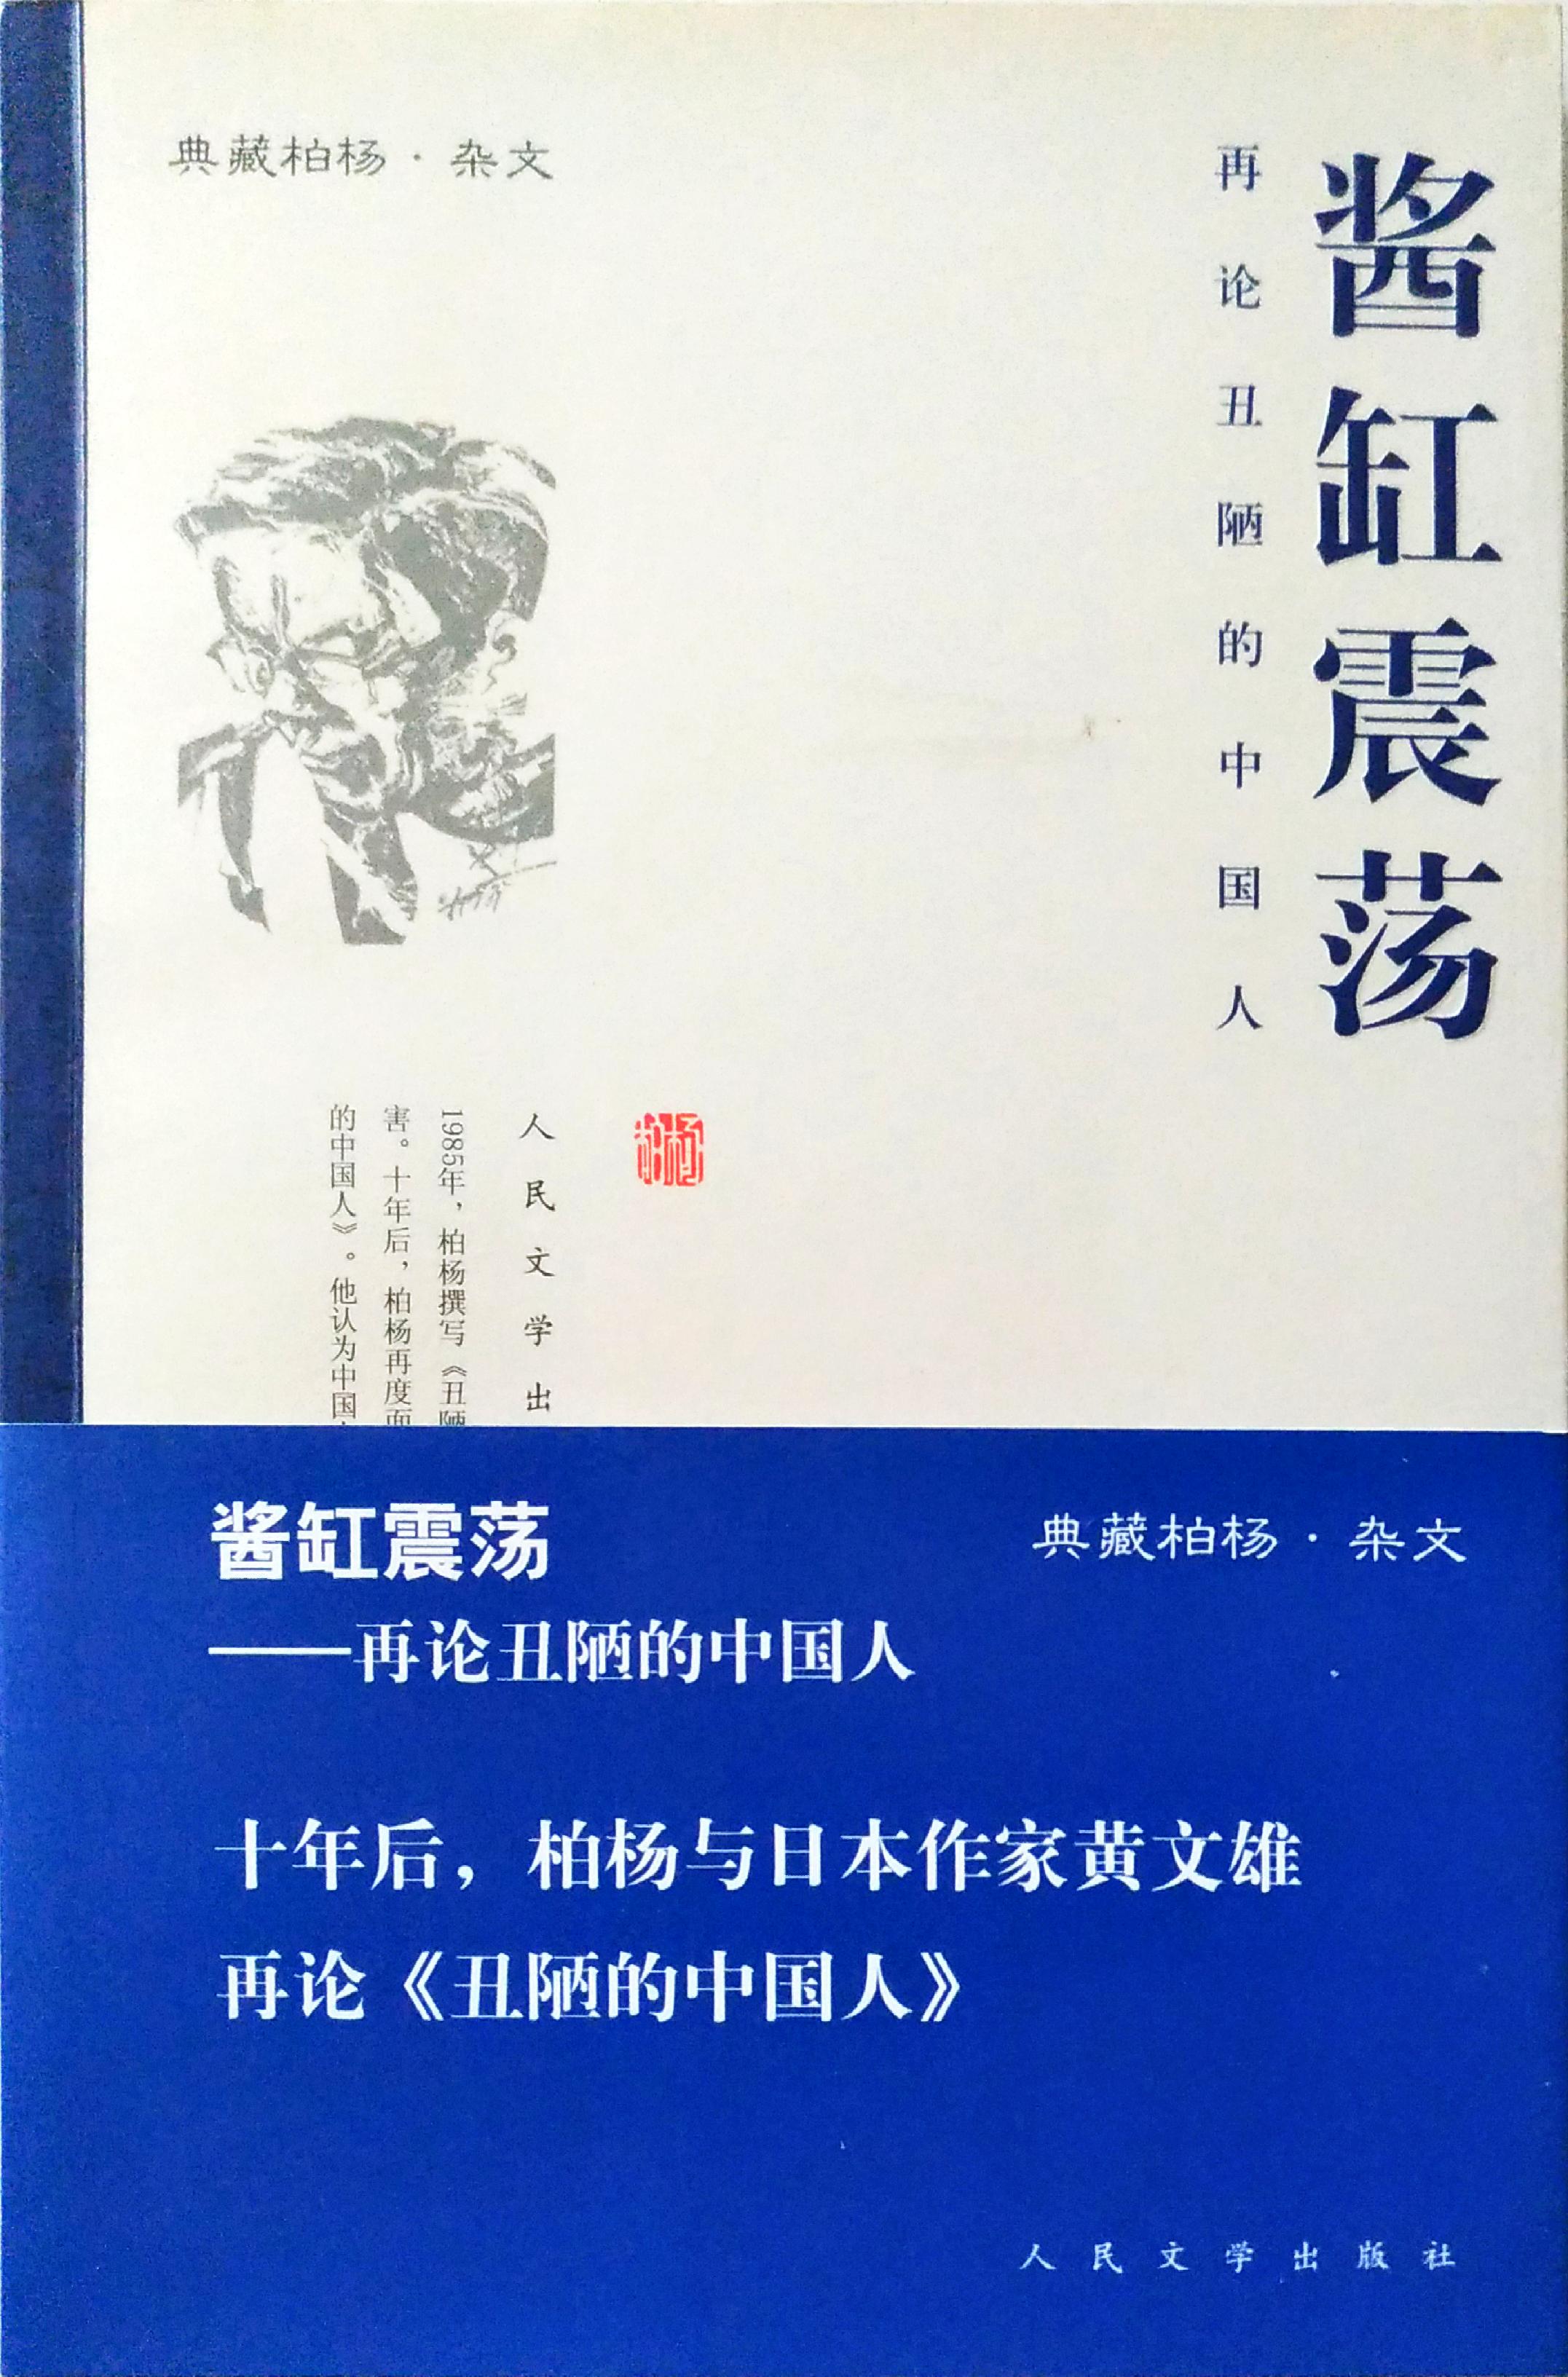 典藏柏杨·杂文
酱缸震荡
再论丑陋的中国人
柏杨
人民文学出
1985年，柏杨撰写《丑陋
害。十年后，柏杨再度面
的中国人》。他认为中国
酱缸震荡
典藏柏杨·杂文
——再论丑陋的中国人
十年后，柏杨与日本作家黄文雄
再论《丑陋的中国人》
人民文学出版社